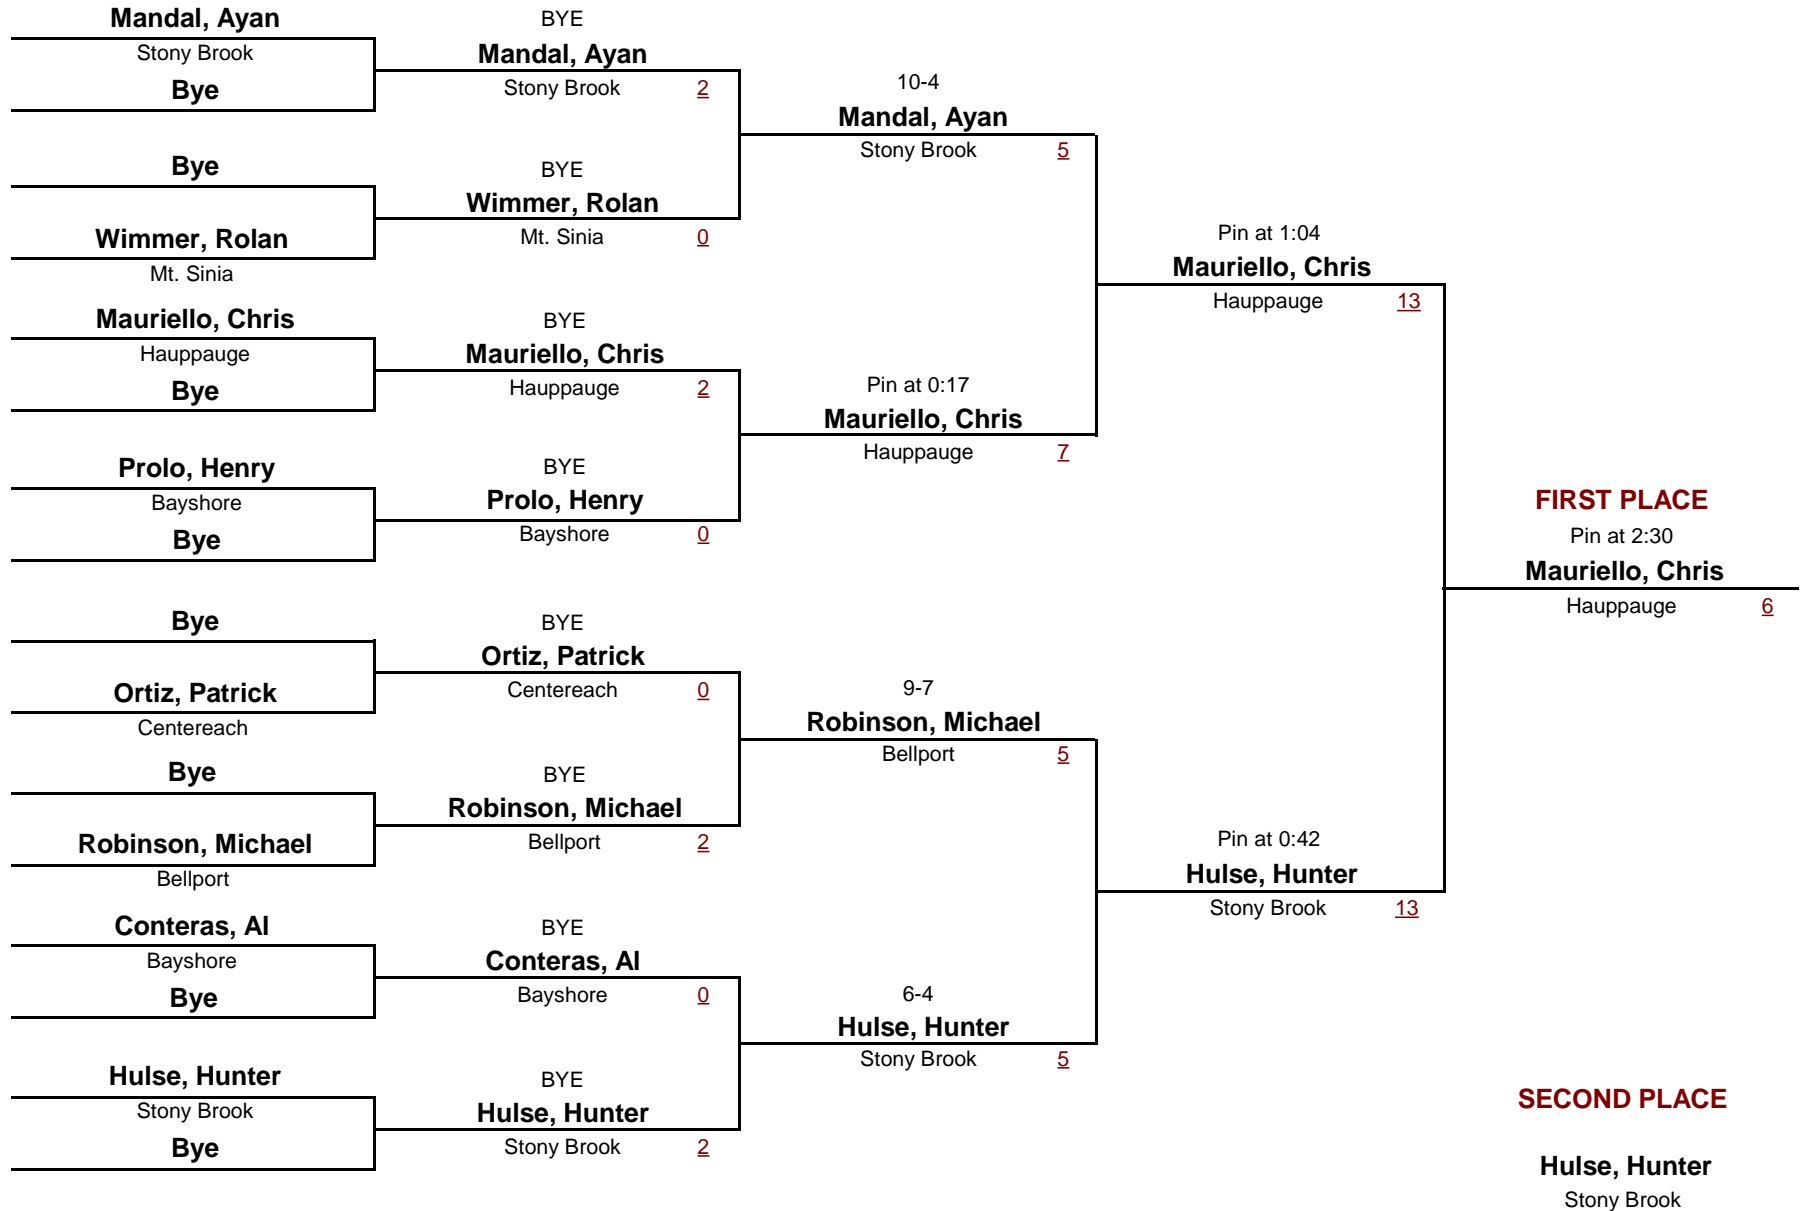 Mandal, Ayan
Stony Brook
Bye
Bye
Wimmer, Rolan
Mt. Sinia
Mauriello, Chris
Hauppauge
Bye
Prolo, Henry
Bayshore
Bye
Bye
Ortiz, Patrick
Centereach
Bye
Robinson, Michael
Bellport
Conteras, Al
Bayshore
Bye
Hulse, Hunter
Stony Brook
Bye
BYE
Mandal, Ayan
Stony Brook 2
BYE
Wimmer, Rolan
Mt. Sinia 0
BYE
Mauriello, Chris
Hauppauge 2
BYE
Prolo, Henry
Bayshore 0
BYE
Ortiz, Patrick
Centereach 0
BYE
Robinson, Michael
Bellport 2
BYE
Conteras, Al
Bayshore 0
BYE
Hulse, Hunter
Stony Brook 2
10-4
Mandal, Ayan
Stony Brook 5
Pin at 0:17
Mauriello, Chris
Hauppauge 7
9-7
Robinson, Michael
Bellport 5
6-4
Hulse, Hunter
Stony Brook 5
Pin at 1:04
Mauriello, Chris
Hauppauge 13
Pin at 0:42
Hulse, Hunter
Stony Brook 13
FIRST PLACE
Pin at 2:30
Mauriello, Chris
Hauppauge 6
SECOND PLACE
Hulse, Hunter
Stony Brook